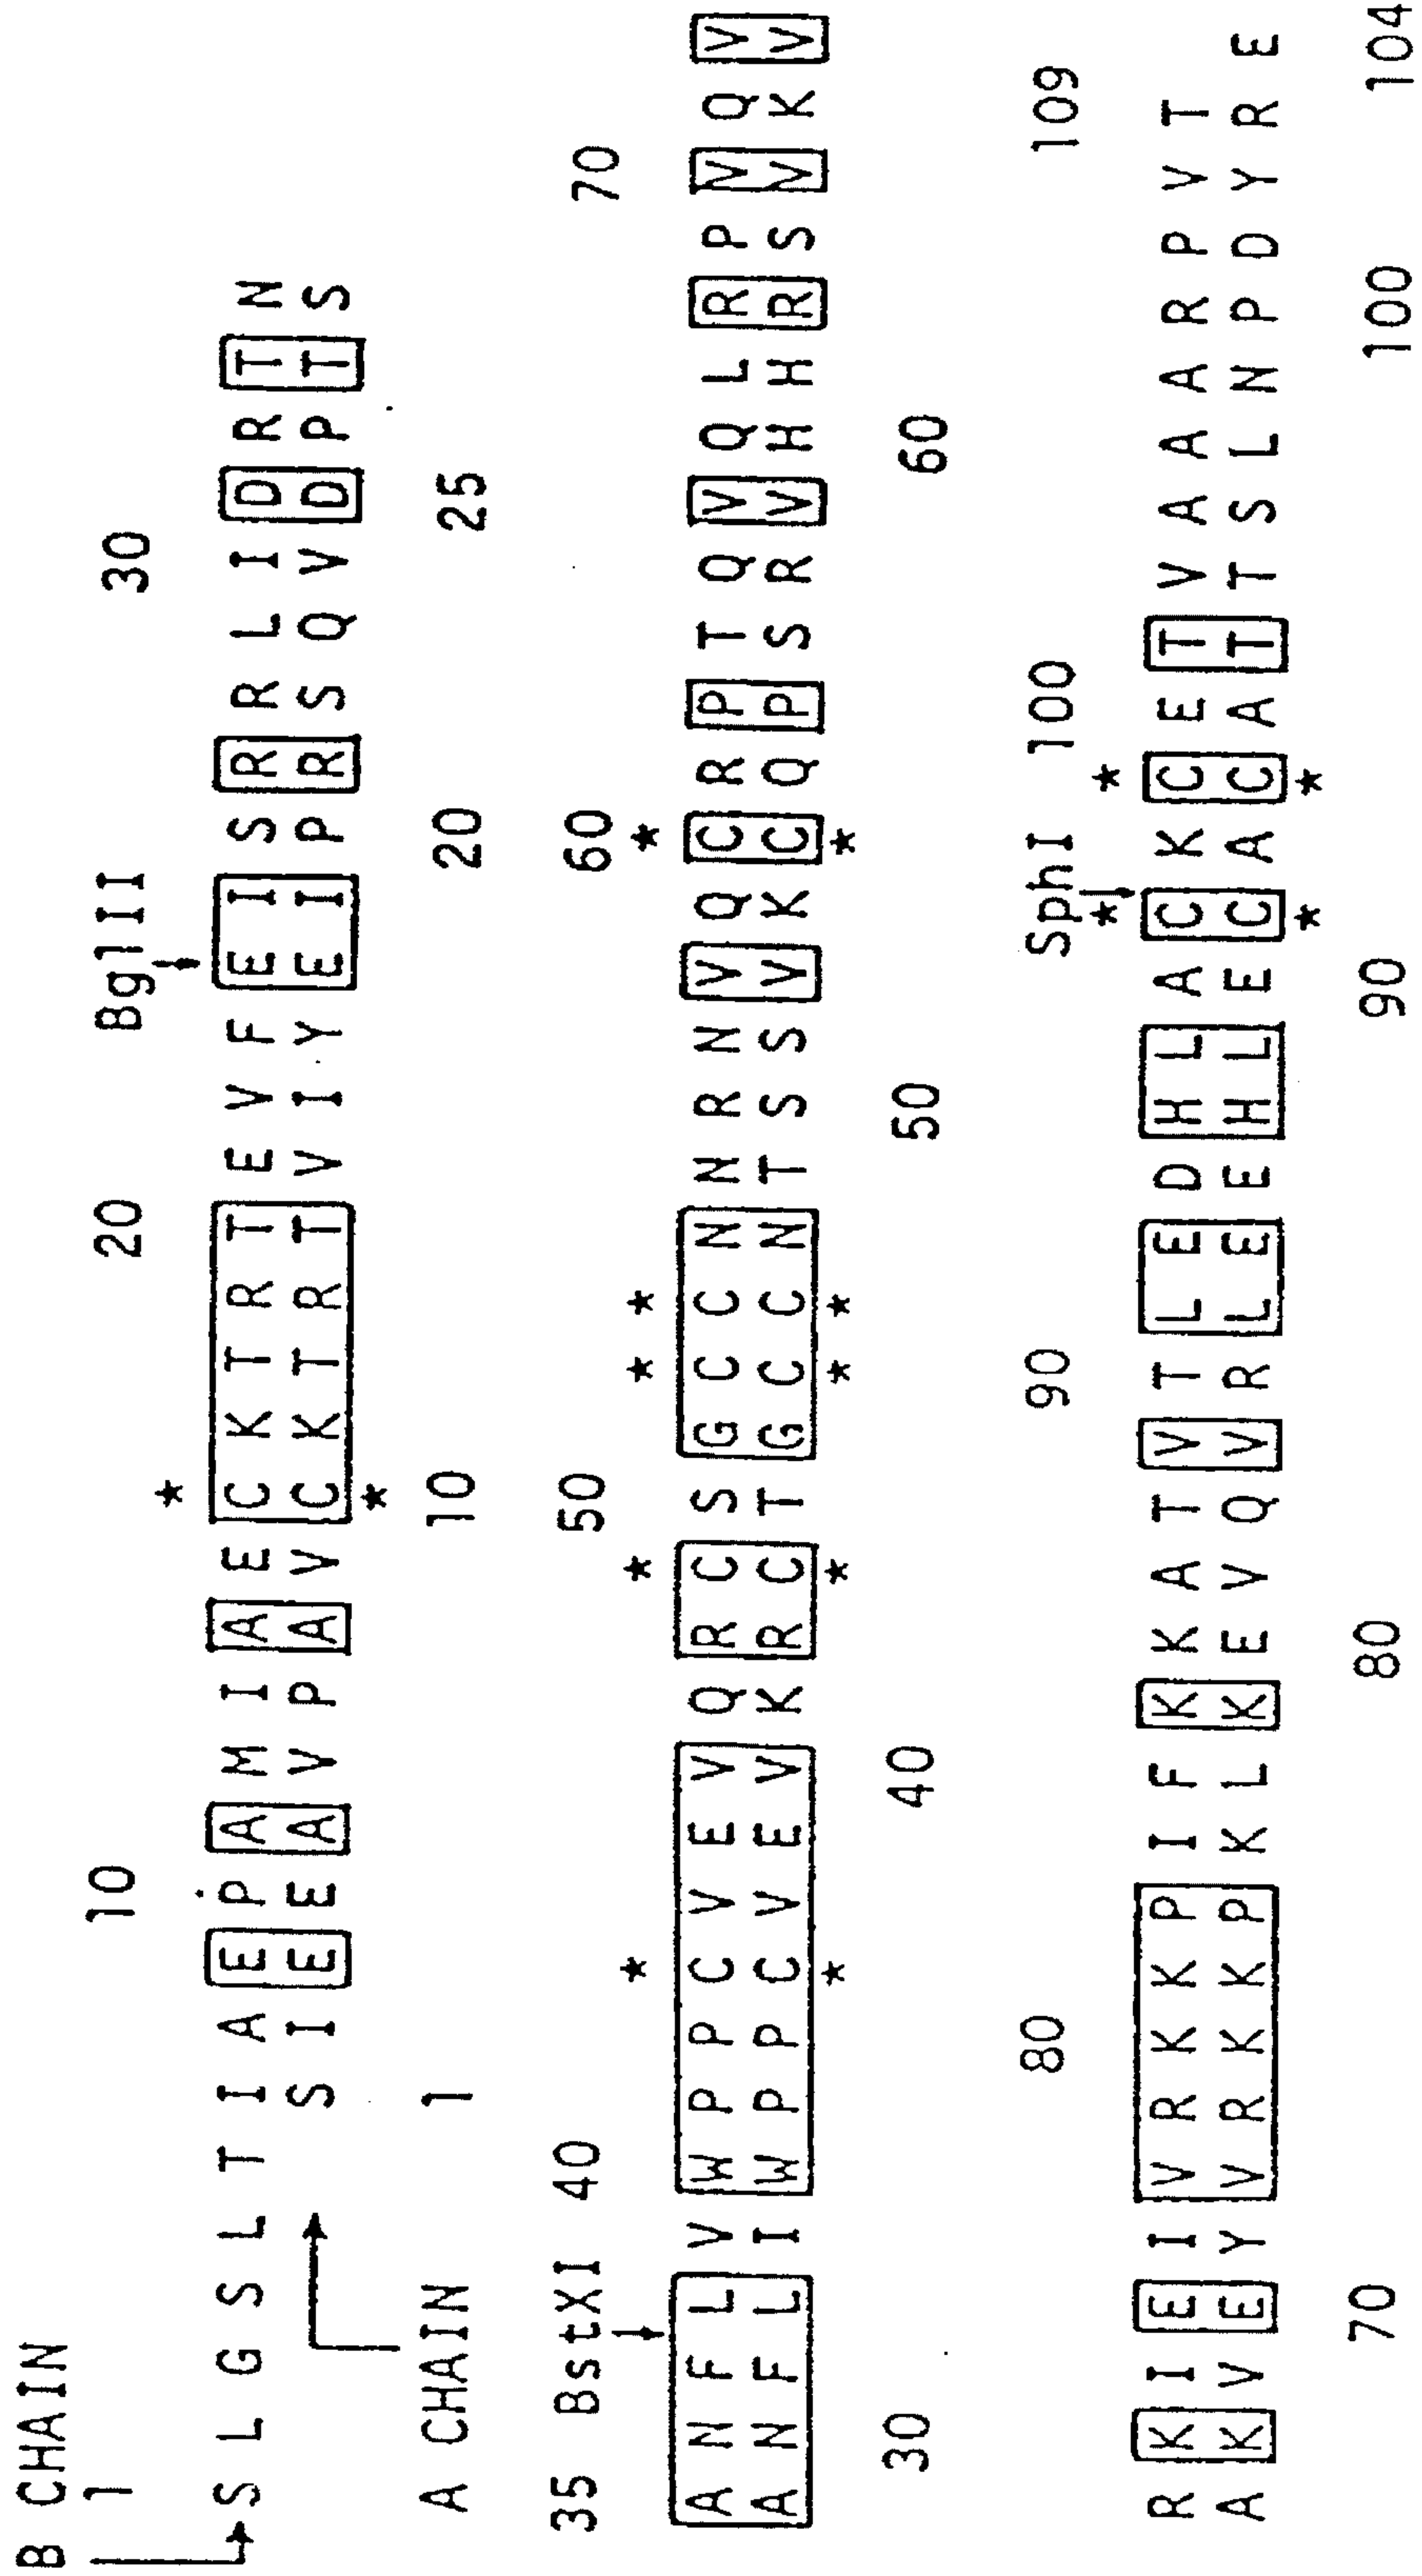 B CHAIN
1 10 20 BglII 30
*
S L G S L T I A E P A M I A E C K T R T E V F E I S R R L I D R T N
S I E E A V P A V C K T R T V I Y E I P R S Q V D P T S
*
A CHAIN 1 10 20 25
35 BstXI 40 50 60 70
* * * * *
A N F L V W P P C V E V Q R C S G C C N N R N V Q C R P T Q V Q L R P V Q V
A N F L I W P P C V E V K R C T G C C N T S S V K C Q P S R V H H R S V K V
* * * * *
30 40 50 60
80 90 SphI 100 109
* *
R K I E I V R K K P I F K K A T V T L E D H L A C K C E T V A A A R P V T
A K V E Y V R K K P K L K E V Q V R L E E H L E C A C A T T S L N P D Y R E
* *
70 80 90 100 104